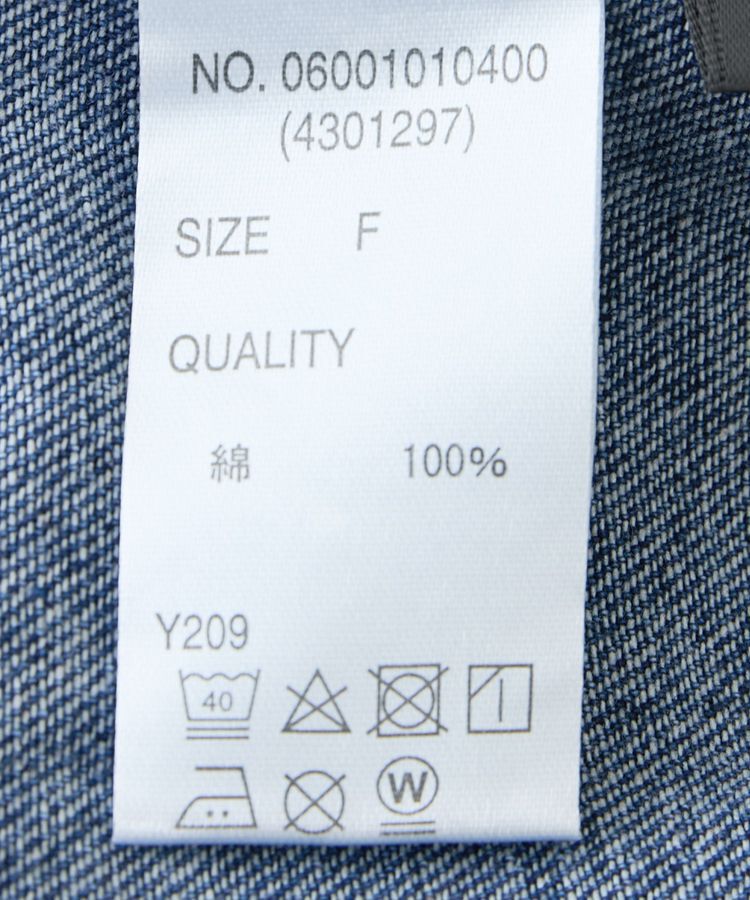 NO. 06001010400
(4301297)
SIZE F
QUALITY
綿 100%
Y209
40
W